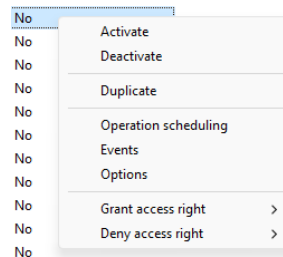 No
No
No
No
No
No
No
No
No
No
No
Activate
Deactivate
Duplicate
Operation scheduling
Events
Options
Grant access right
Deny access right